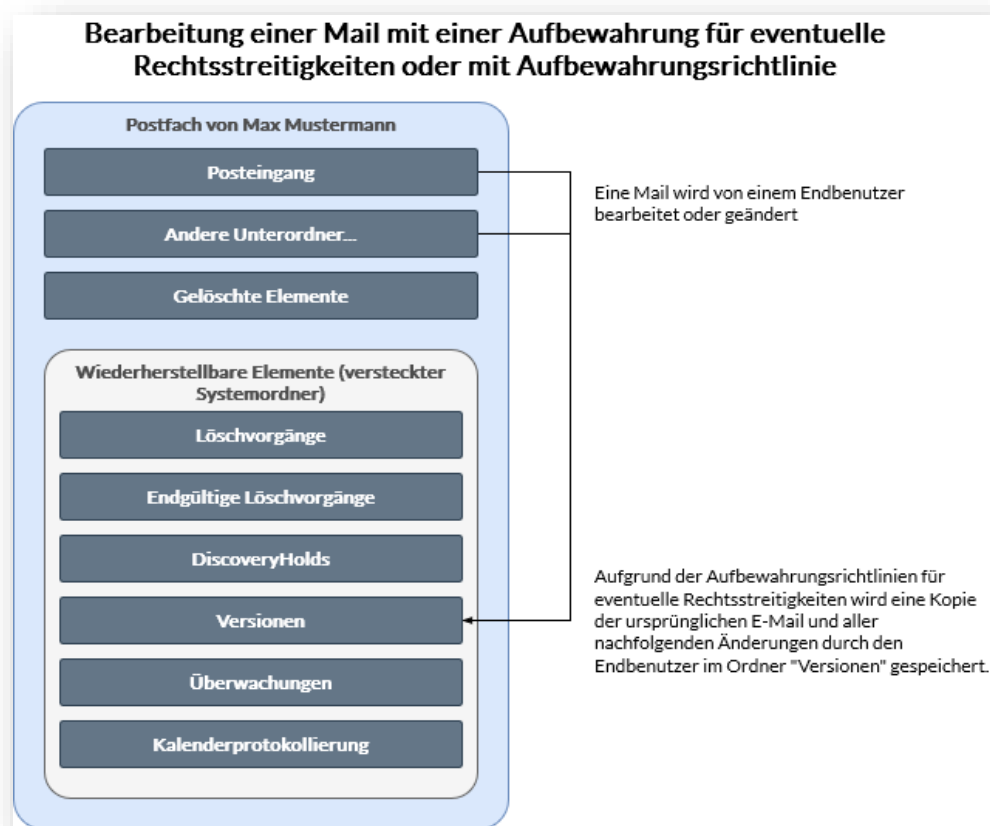 Bearbeitung einer Mail mit einer Aufbewahrung für eventuelle
Rechtsstreitigkeiten oder mit Aufbewahrungsrichtlinie
Postfach von Max Mustermann
Posteingang
Andere Unterordner...
Gelöschte Elemente
Eine Mail wird von einem Endbenutzer
bearbeitet oder geändert
Wiederherstellbare Elemente (versteckter
Systemordner)
Löschvorgänge
Endgültige Löschvorgänge
DiscoveryHolds
Versionen
Überwachungen
Kalenderprotokollierung
Aufgrund der Aufbewahrungsrichtlinien für
eventuelle Rechtsstreitigkeiten wird eine Kopie
der ursprünglichen E-Mail und aller
nachfolgenden Änderungen durch den
Endbenutzer im Ordner "Versionen" gespeichert.